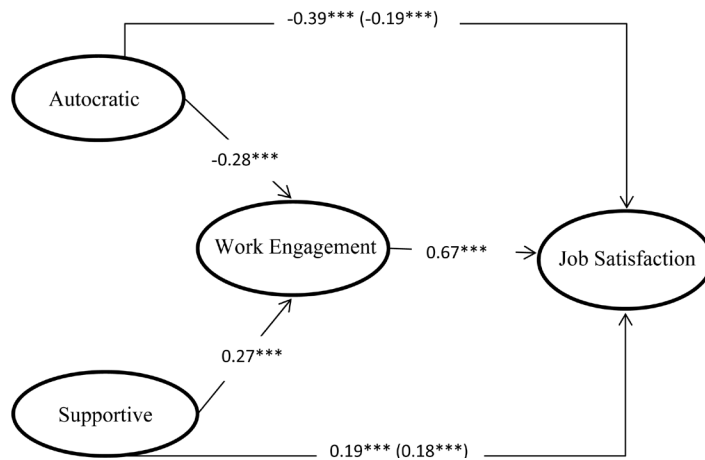 -0.39*** (-0.19***)
Autocratic
-0.28***
Work Engagement
0.67***
Job Satisfaction
0.27***
Supportive
0.19*** (0.18***)